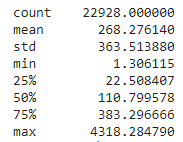 count 22928.000000
mean 268.276140
std 363.513880
min 1.306115
25% 22.508407
50% 110.799578
75% 383.296666
max 4318.284790